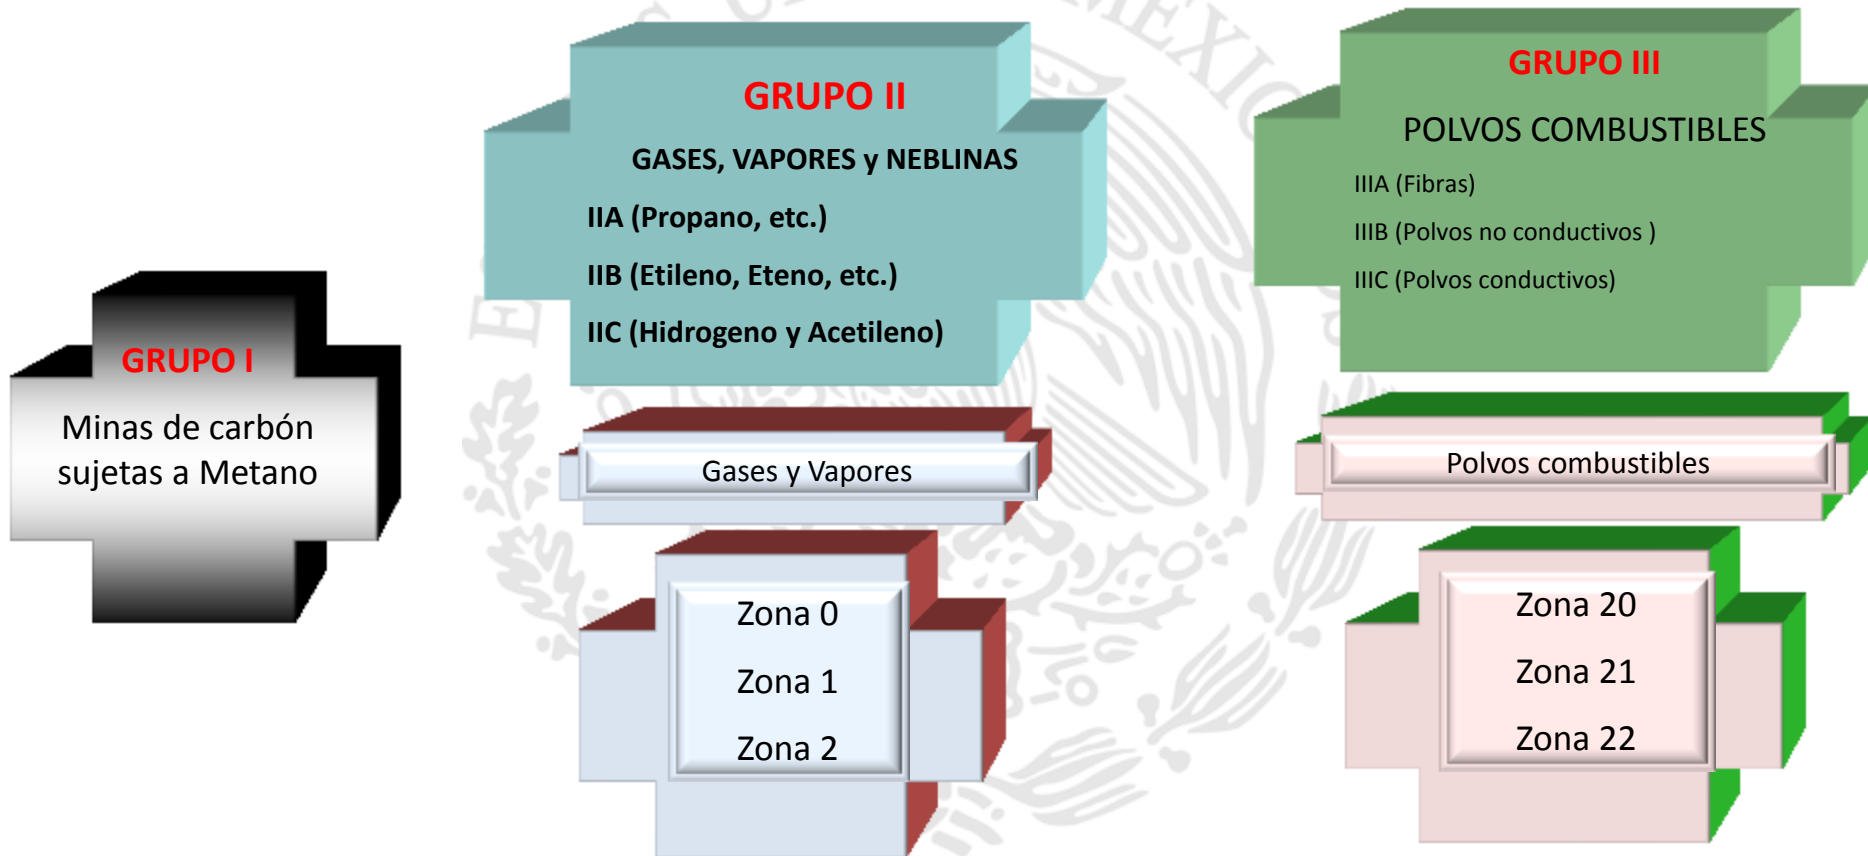 GRUPO I
Minas de carbón
sujetas a Metano
GRUPO II
GASES, VAPORES y NEBLINAS
IIA (Propano, etc.)
IIB (Etileno, Eteno, etc.)
IIC (Hidrogeno y Acetileno)
Gases y Vapores
Zona 0
Zona 1
Zona 2
GRUPO III
POLVOS COMBUSTIBLES
IIIA (Fibras)
IIIB (Polvos no conductivos )
IIIC (Polvos conductivos)
Polvos combustibles
Zona 20
Zona 21
Zona 22